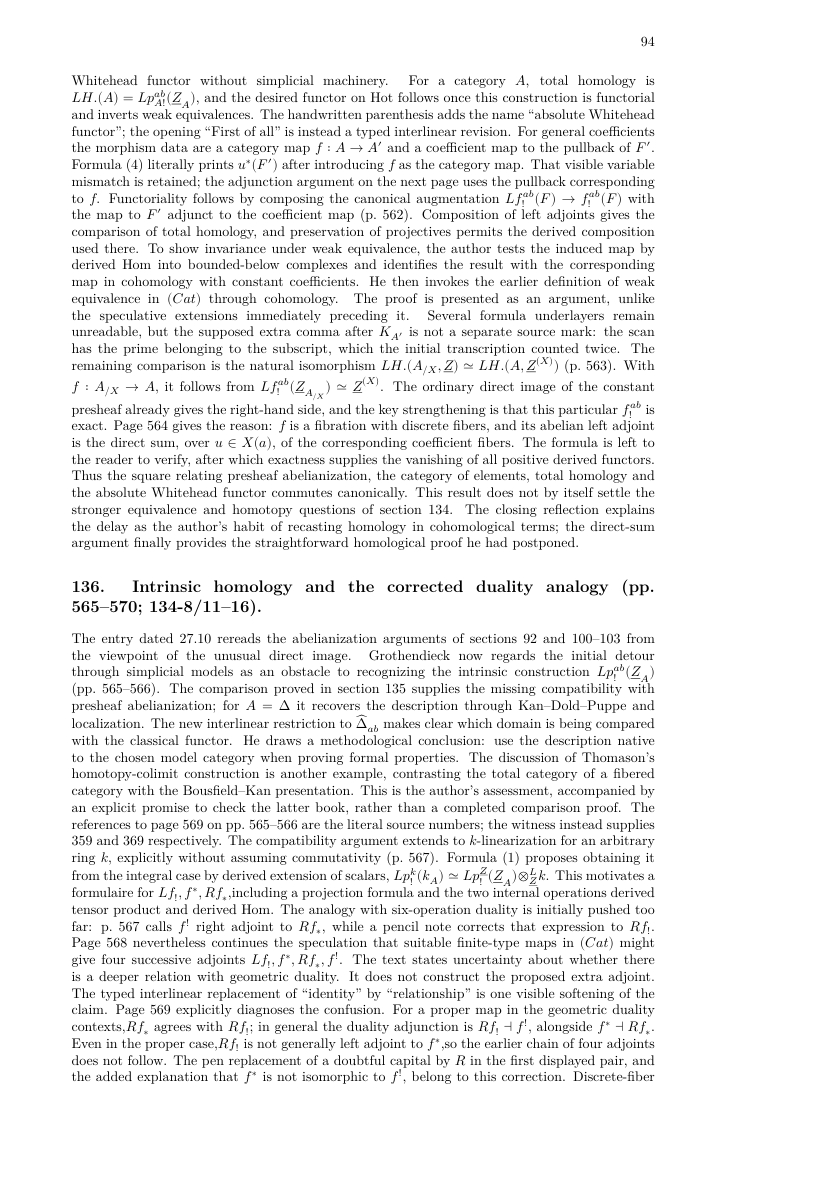 94
Whitehead functor without simplicial machinery. For a category A, total homology is
LH.(A) = Lp^{ab}_{A!}(Z_A), and the desired functor on Hot follows once this construction is functorial
and inverts weak equivalences. The handwritten parenthesis adds the name “absolute Whitehead
functor”; the opening “First of all” is instead a typed interlinear revision. For general coefficients
the morphism data are a category map f : A → A′ and a coefficient map to the pullback of F′.
Formula (4) literally prints u*(F′) after introducing f as the category map. That visible variable
mismatch is retained; the adjunction argument on the next page uses the pullback corresponding
to f. Functoriality follows by composing the canonical augmentation Lf_!^{ab}(F) → f_!^{ab}(F) with
the map to F′ adjunct to the coefficient map (p. 562). Composition of left adjoints gives the
comparison of total homology, and preservation of projectives permits the derived composition
used there. To show invariance under weak equivalence, the author tests the induced map by
derived Hom into bounded-below complexes and identifies the result with the corresponding
map in cohomology with constant coefficients. He then invokes the earlier definition of weak
equivalence in (Cat) through cohomology. The proof is presented as an argument, unlike
the speculative extensions immediately preceding it. Several formula underlayers remain
unreadable, but the supposed extra comma after K_{A′} is not a separate source mark: the scan
has the prime belonging to the subscript, which the initial transcription counted twice. The
remaining comparison is the natural isomorphism LH.(A_{/X}, Z) ≃ LH.(A, Z^{(X)}) (p. 563). With
f : A_{/X} → A, it follows from Lf_!^{ab}(Z_{A_{/X}}) ≃ Z^{(X)}. The ordinary direct image of the constant
presheaf already gives the right-hand side, and the key strengthening is that this particular f_!^{ab} is
exact. Page 564 gives the reason: f is a fibration with discrete fibers, and its abelian left adjoint
is the direct sum, over u ∈ X(a), of the corresponding coefficient fibers. The formula is left to
the reader to verify, after which exactness supplies the vanishing of all positive derived functors.
Thus the square relating presheaf abelianization, the category of elements, total homology and
the absolute Whitehead functor commutes canonically. This result does not by itself settle the
stronger equivalence and homotopy questions of section 134. The closing reflection explains
the delay as the author’s habit of recasting homology in cohomological terms; the direct-sum
argument finally provides the straightforward homological proof he had postponed.
136. Intrinsic homology and the corrected duality analogy (pp.
565–570; 134-8/11–16).
The entry dated 27.10 rereads the abelianization arguments of sections 92 and 100–103 from
the viewpoint of the unusual direct image. Grothendieck now regards the initial detour
through simplicial models as an obstacle to recognizing the intrinsic construction Lp_!^{ab}(Z_A)
(pp. 565–566). The comparison proved in section 135 supplies the missing compatibility with
presheaf abelianization; for A = Δ it recovers the description through Kan–Dold–Puppe and
localization. The new interlinear restriction to Δ̂_{ab} makes clear which domain is being compared
with the classical functor. He draws a methodological conclusion: use the description native
to the chosen model category when proving formal properties. The discussion of Thomason’s
homotopy-colimit construction is another example, contrasting the total category of a fibered
category with the Bousfield–Kan presentation. This is the author’s assessment, accompanied by
an explicit promise to check the latter book, rather than a completed comparison proof. The
references to page 569 on pp. 565–566 are the literal source numbers; the witness instead supplies
359 and 369 respectively. The compatibility argument extends to k-linearization for an arbitrary
ring k, explicitly without assuming commutativity (p. 567). Formula (1) proposes obtaining it
from the integral case by derived extension of scalars, Lp_!^k(k_A) ≃ Lp_!^Z(Z_A)⊗^L_Z k. This motivates a
formulaire for Lf_!, f*, Rf_*,including a projection formula and the two internal operations derived
tensor product and derived Hom. The analogy with six-operation duality is initially pushed too
far: p. 567 calls f^! right adjoint to Rf_*, while a pencil note corrects that expression to Rf_!.
Page 568 nevertheless continues the speculation that suitable finite-type maps in (Cat) might
give four successive adjoints Lf_!, f*, Rf_*, f^!. The text states uncertainty about whether there
is a deeper relation with geometric duality. It does not construct the proposed extra adjoint.
The typed interlinear replacement of “identity” by “relationship” is one visible softening of the
claim. Page 569 explicitly diagnoses the confusion. For a proper map in the geometric duality
contexts,Rf_* agrees with Rf_!; in general the duality adjunction is Rf_! ⊣ f^!, alongside f* ⊣ Rf_*.
Even in the proper case,Rf_! is not generally left adjoint to f*,so the earlier chain of four adjoints
does not follow. The pen replacement of a doubtful capital by R in the first displayed pair, and
the added explanation that f* is not isomorphic to f^!, belong to this correction. Discrete-fiber